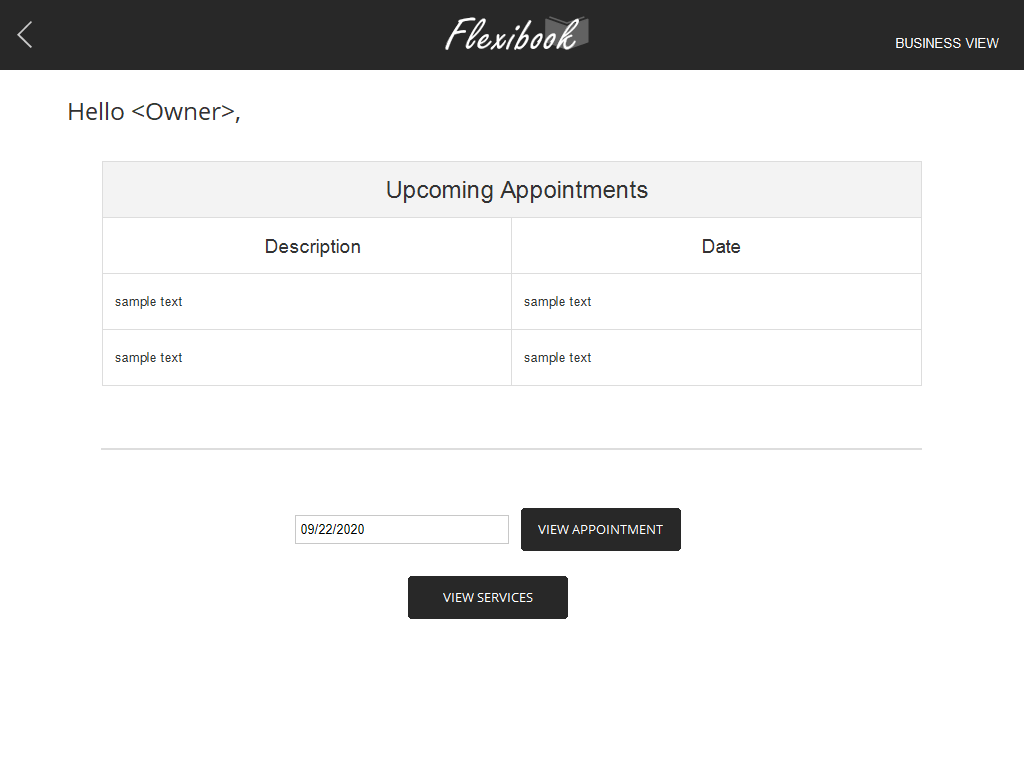 Flexibook
BUSINESS VIEW
Hello <Owner>,
Upcoming Appointments
Description Date
sample text sample text
sample text sample text
09/22/2020 VIEW APPOINTMENT
VIEW SERVICES